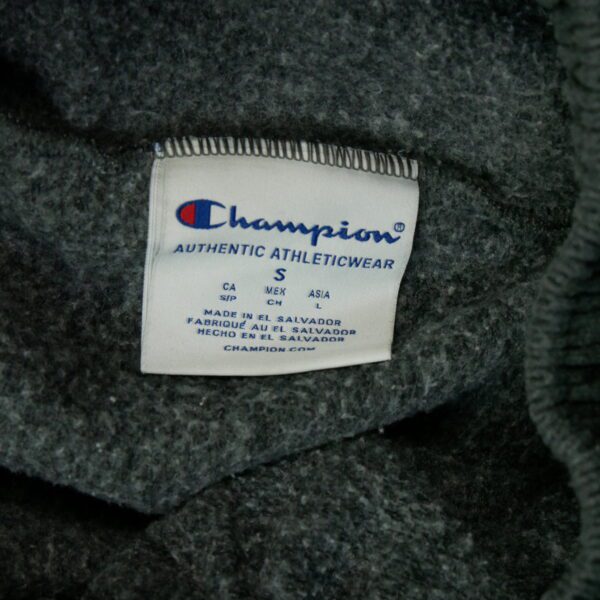 Champion®
AUTHENTIC ATHLETICWEAR
S
CA MEX ASIA
S/P CH L
MADE IN EL SALVADOR
FABRIQUÉ AU EL SALVADOR
HECHO EN EL SALVADOR
CHAMPION.COM